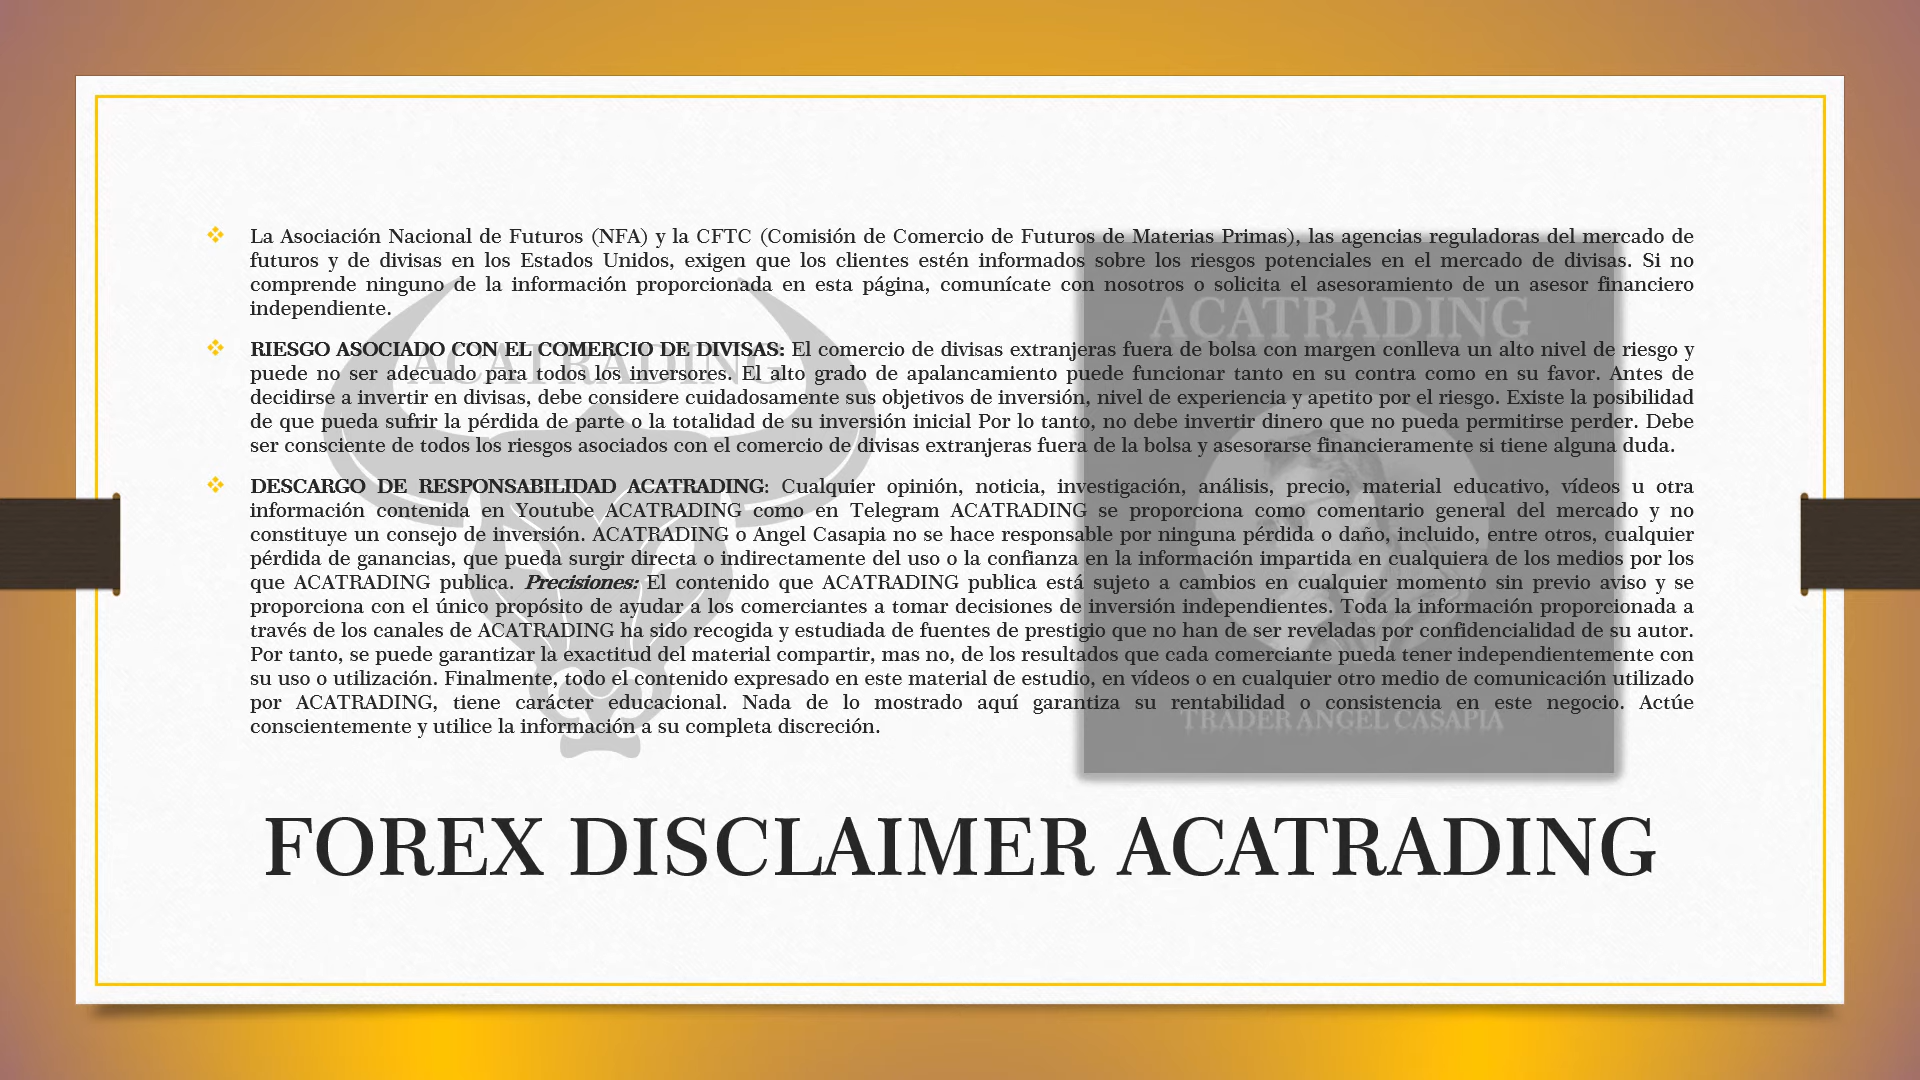 La Asociación Nacional de Futuros (NFA) y la CFTC (Comisión de Comercio de Futuros de Materias Primas), las agencias reguladoras del mercado de
futuros y de divisas en los Estados Unidos, exigen que los clientes estén informados sobre los riesgos potenciales en el mercado de divisas. Si no
comprende ninguno de la información proporcionada en esta página, comunícate con nosotros o solicita el asesoramiento de un asesor financiero
independiente.
RIESGO ASOCIADO CON EL COMERCIO DE DIVISAS: El comercio de divisas extranjeras fuera de bolsa con margen conlleva un alto nivel de riesgo y
puede no ser adecuado para todos los inversores. El alto grado de apalancamiento puede funcionar tanto en su contra como en su favor. Antes de
decidirse a invertir en divisas, debe considere cuidadosamente sus objetivos de inversión, nivel de experiencia y apetito por el riesgo. Existe la posibilidad
de que pueda sufrir la pérdida de parte o la totalidad de su inversión inicial Por lo tanto, no debe invertir dinero que no pueda permitirse perder. Debe
ser consciente de todos los riesgos asociados con el comercio de divisas extranjeras fuera de la bolsa y asesorarse financieramente si tiene alguna duda.
DESCARGO DE RESPONSABILIDAD ACATRADING: Cualquier opinión, noticia, investigación, análisis, precio, material educativo, vídeos u otra
información contenida en Youtube ACATRADING como en Telegram ACATRADING se proporciona como comentario general del mercado y no
constituye un consejo de inversión. ACATRADING o Angel Casapia no se hace responsable por ninguna pérdida o daño, incluido, entre otros, cualquier
pérdida de ganancias, que pueda surgir directa o indirectamente del uso o la confianza en la información impartida en cualquiera de los medios por los
que ACATRADING publica. Precisiones: El contenido que ACATRADING publica está sujeto a cambios en cualquier momento sin previo aviso y se
proporciona con el único propósito de ayudar a los comerciantes a tomar decisiones de inversión independientes. Toda la información proporcionada a
través de los canales de ACATRADING ha sido recogida y estudiada de fuentes de prestigio que no han de ser reveladas por confidencialidad de su autor.
Por tanto, se puede garantizar la exactitud del material compartir, mas no, de los resultados que cada comerciante pueda tener independientemente con
su uso o utilización. Finalmente, todo el contenido expresado en este material de estudio, en vídeos o en cualquier otro medio de comunicación utilizado
por ACATRADING, tiene carácter educacional. Nada de lo mostrado aquí garantiza su rentabilidad o consistencia en este negocio. Actúe
conscientemente y utilice la información a su completa discreción.
ACATRADING
ACATRADING
TRADER ANGEL CASAPIA
FOREX DISCLAIMER ACATRADING